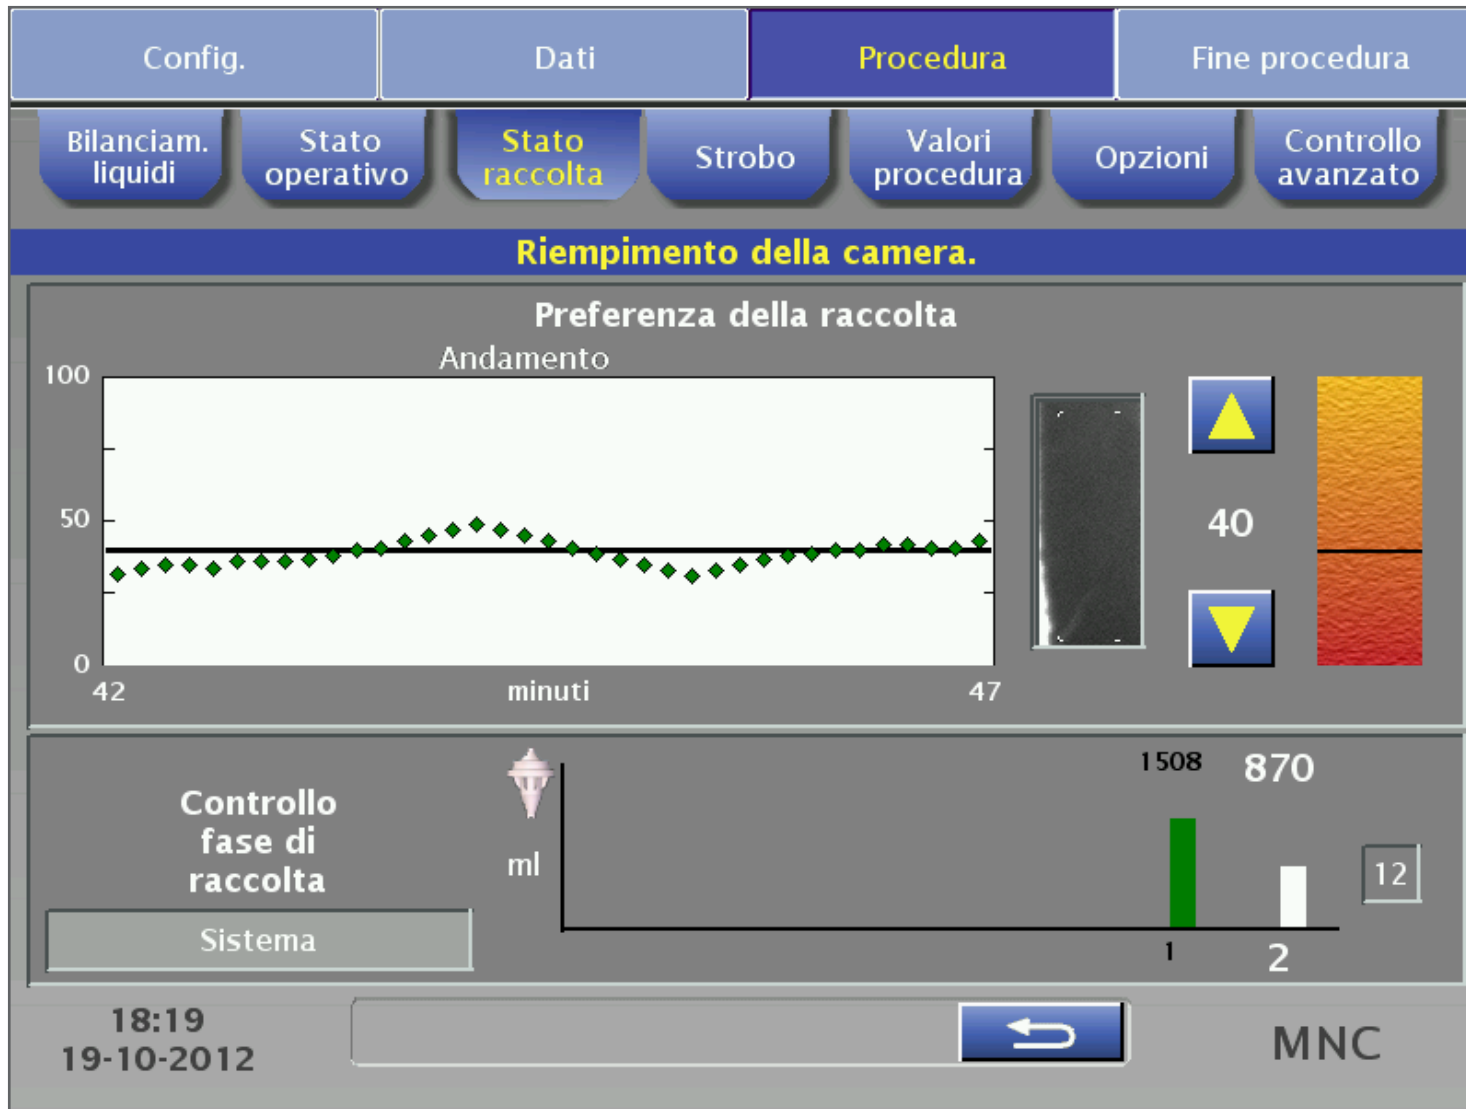 Config.
Dati
Procedura
Fine procedura
Bilanciam.
liquidi
Stato
operativo
Stato
raccolta
Strobo
Valori
procedura
Opzioni
Controllo
avanzato
Riempimento della camera.
Preferenza della raccolta
Andamento
100
50
0
42
minuti
47
40
Controllo
fase di
raccolta
Sistema
ml
1508
870
1
2
12
18:19
19-10-2012
MNC